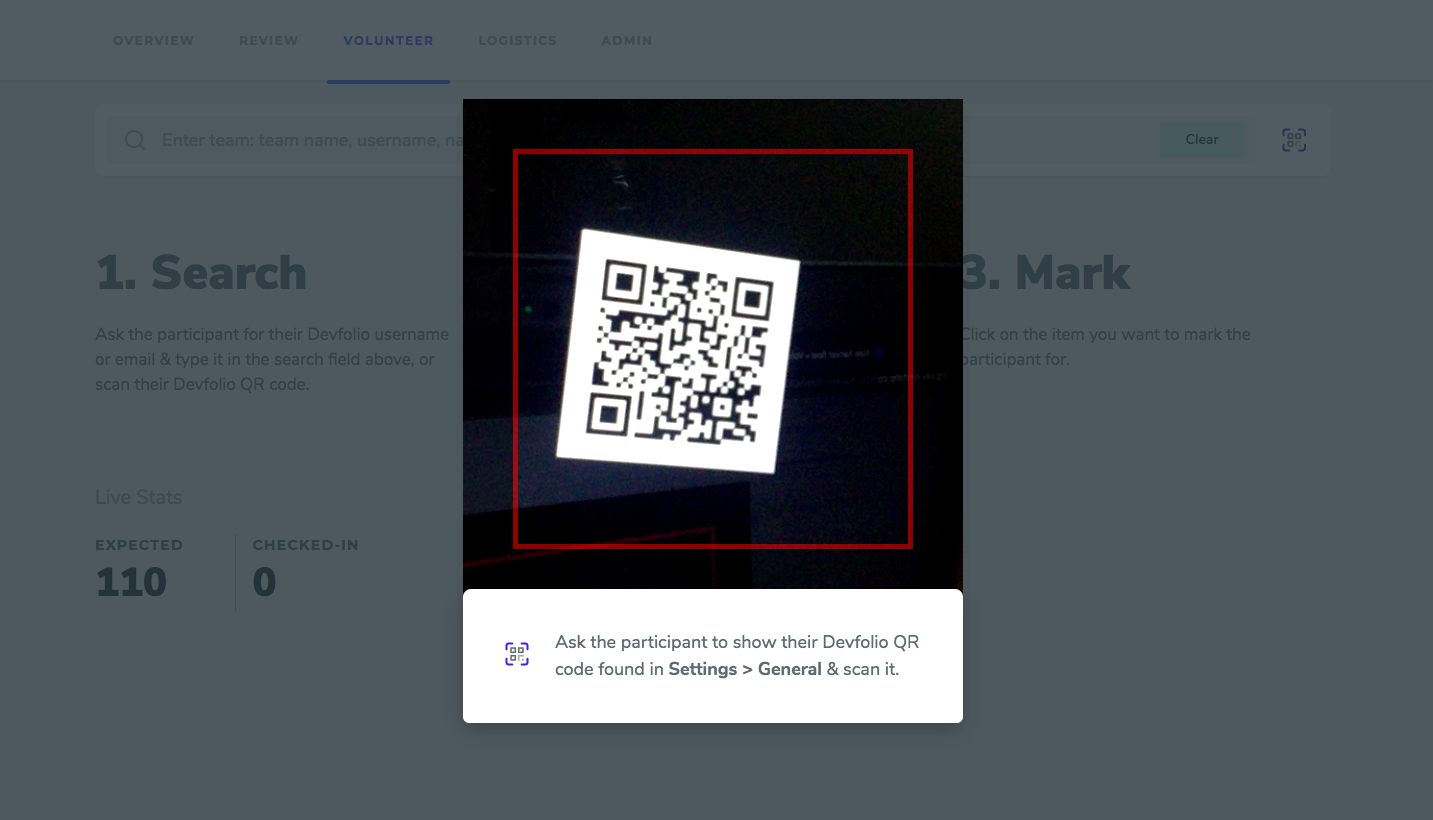 OVERVIEW REVIEW VOLUNTEER LOGISTICS ADMIN
Enter team: team name, username, na
Clear
1. Search
3. Mark
Ask the participant for their Devfolio username
or email & type it in the search field above, or
scan their Devfolio QR code.
Click on the item you want to mark the
participant for.
Live Stats
EXPECTED
110
CHECKED-IN
0
Ask the participant to show their Devfolio QR
code found in Settings > General & scan it.